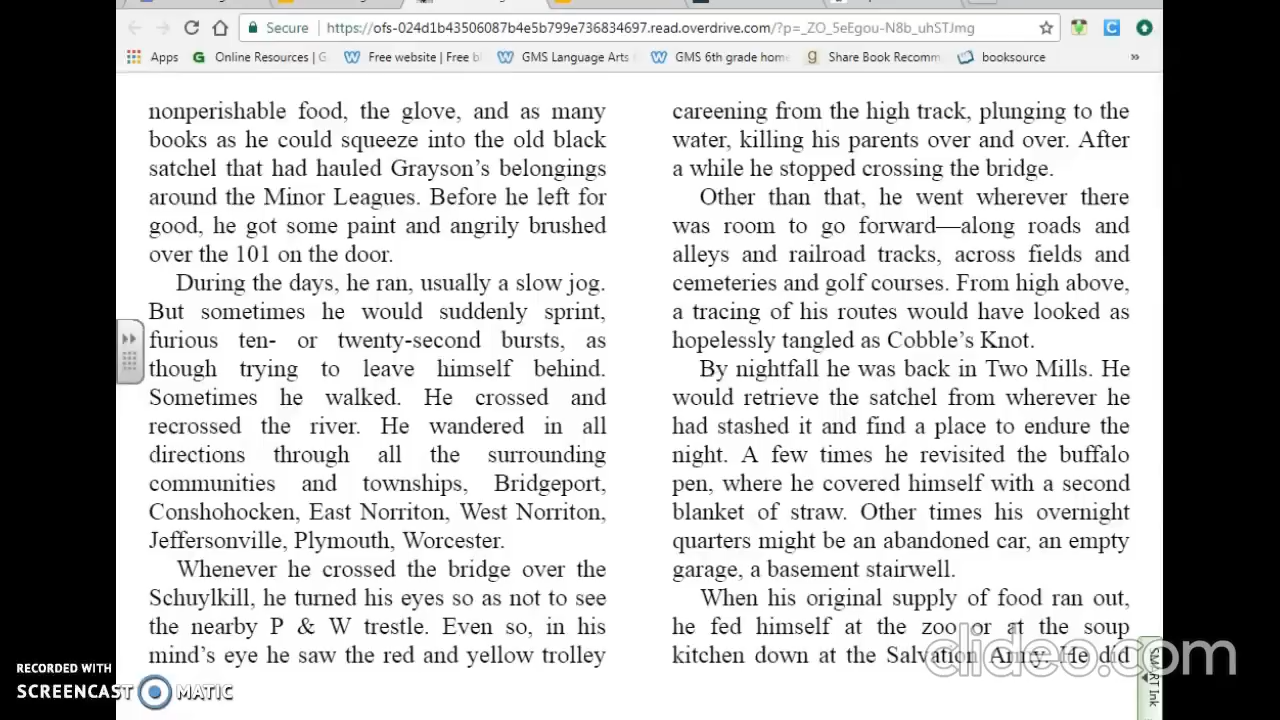 Secure
https://ofs-024d1b43506087b4e5b799e736834697.read.overdrive.com/?p=_ZO_5eEgou-N8b_uhSTJmg
Apps
Online Resources | G
Free website | Free bl
GMS Language Arts
GMS 6th grade hom
Share Book Recomm
booksource
»
nonperishable food, the glove, and as many
books as he could squeeze into the old black
satchel that had hauled Grayson's belongings
around the Minor Leagues. Before he left for
good, he got some paint and angrily brushed
over the 101 on the door.
During the days, he ran, usually a slow jog.
But sometimes he would suddenly sprint,
furious ten- or twenty-second bursts, as
though trying to leave himself behind.
Sometimes he walked. He crossed and
recrossed the river. He wandered in all
directions through all the surrounding
communities and townships, Bridgeport,
Conshohocken, East Norriton, West Norriton,
Jeffersonville, Plymouth, Worcester.
Whenever he crossed the bridge over the
Schuylkill, he turned his eyes so as not to see
the nearby P & W trestle. Even so, in his
mind's eye he saw the red and yellow trolley
careening from the high track, plunging to the
water, killing his parents over and over. After
a while he stopped crossing the bridge.
Other than that, he went wherever there
was room to go forward—along roads and
alleys and railroad tracks, across fields and
cemeteries and golf courses. From high above,
a tracing of his routes would have looked as
hopelessly tangled as Cobble's Knot.
By nightfall he was back in Two Mills. He
would retrieve the satchel from wherever he
had stashed it and find a place to endure the
night. A few times he revisited the buffalo
pen, where he covered himself with a second
blanket of straw. Other times his overnight
quarters might be an abandoned car, an empty
garage, a basement stairwell.
When his original supply of food ran out,
he fed himself at the zoo or at the soup
kitchen down at the Salvation Army. He did
SMART Ink
clideo.com
RECORDED WITH
SCREENCAST MATIC